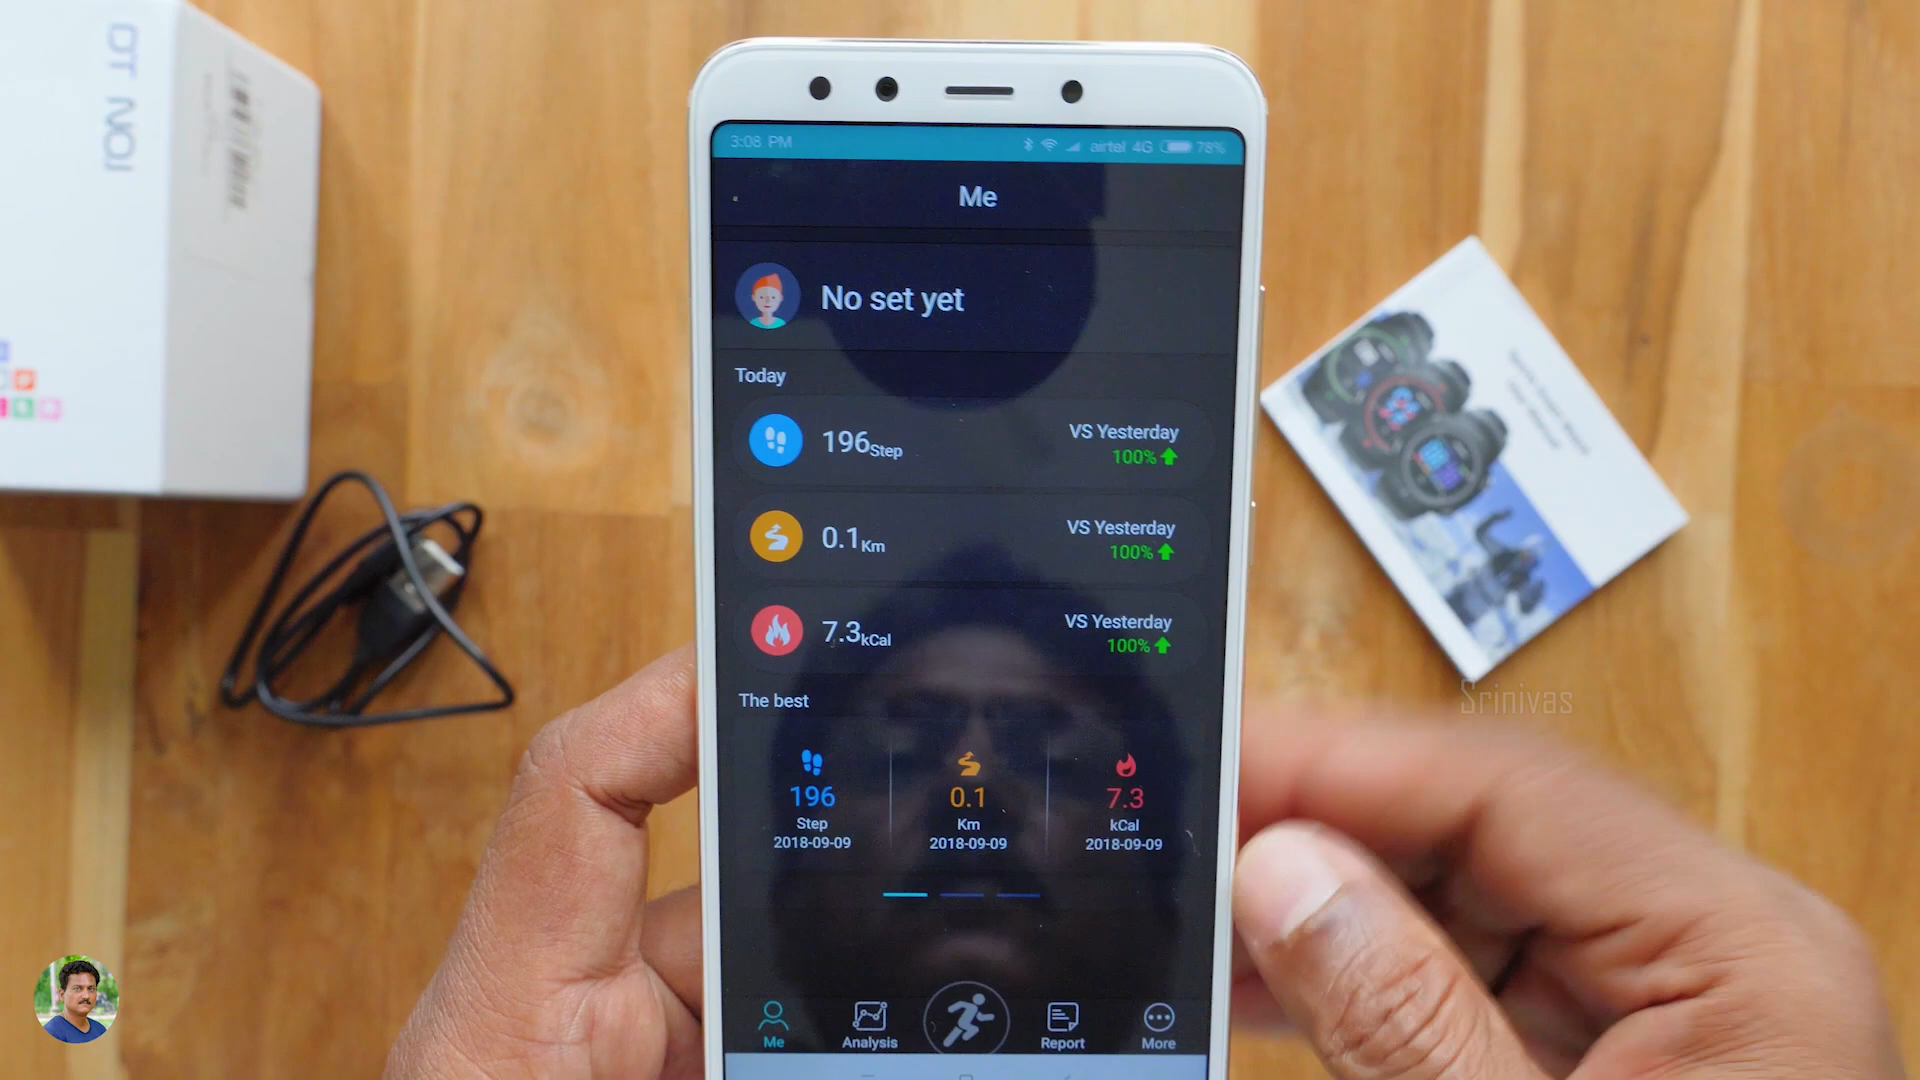 DT NO1
3:08 PM
airtel 4G 78%
Me
No set yet
Today
196Step
VS Yesterday
100%
0.1Km
VS Yesterday
100%
7.3kCal
VS Yesterday
100%
The best
196
Step
2018-09-09
0.1
Km
2018-09-09
7.3
kCal
2018-09-09
Me
Analysis
Report
More
Srinivas